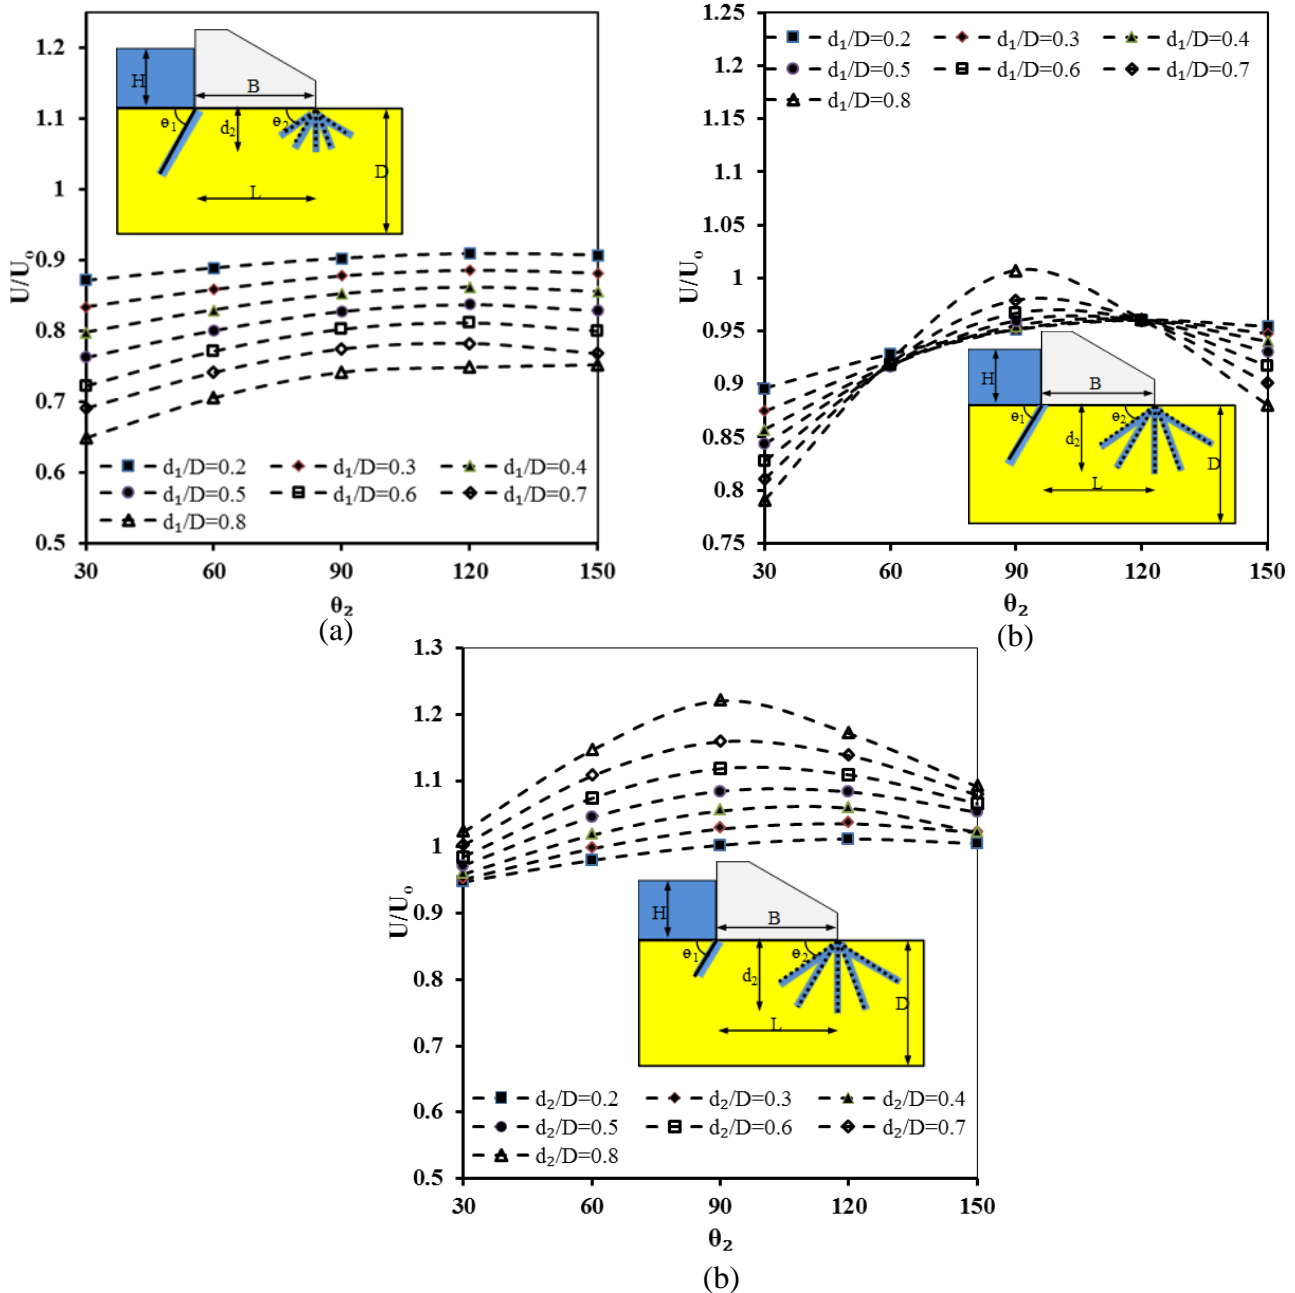 1.2
1.1
1
0.9
0.8
0.7
0.6
0.5
U/Uₒ
H
B
θ₁
d₂
θ₂
L
D
d₁/D=0.2 d₁/D=0.3 d₁/D=0.4
d₁/D=0.5 d₁/D=0.6 d₁/D=0.7
d₁/D=0.8
30 60 90 120 150
θ₂
(a)
1.25
1.2
1.15
1.1
1.05
1
0.95
0.9
0.85
0.8
0.75
U/Uₒ
d₁/D=0.2 d₁/D=0.3 d₁/D=0.4
d₁/D=0.5 d₁/D=0.6 d₁/D=0.7
d₁/D=0.8
H
B
θ₁
d₂
θ₂
L
D
30 60 90 120 150
θ₂
(b)
1.3
1.2
1.1
1
0.9
0.8
0.7
0.6
0.5
U/Uₒ
H
B
θ₁
d₂
θ₂
L
D
d₂/D=0.2 d₂/D=0.3 d₂/D=0.4
d₂/D=0.5 d₂/D=0.6 d₂/D=0.7
d₂/D=0.8
30 60 90 120 150
θ₂
(b)